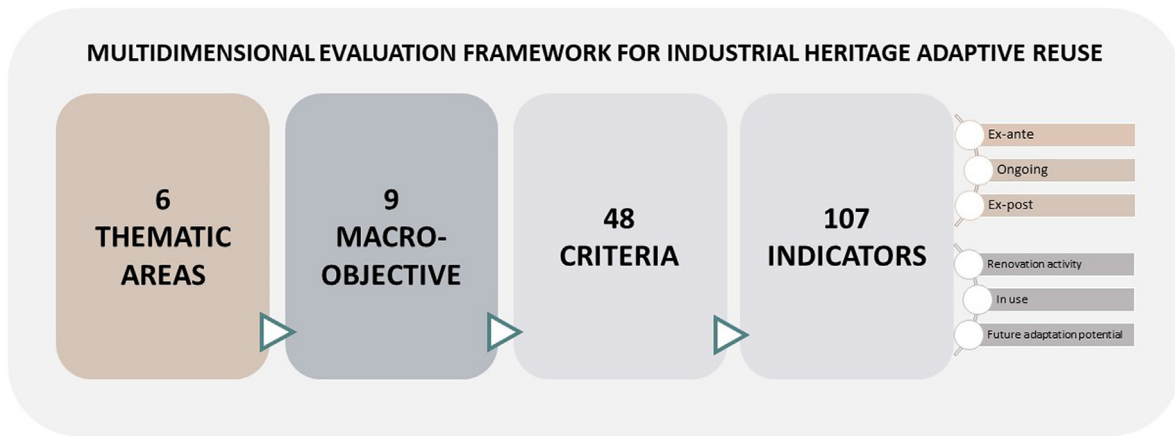 MULTIDIMENSIONAL EVALUATION FRAMEWORK FOR INDUSTRIAL HERITAGE ADAPTIVE REUSE
6
THEMATIC
AREAS
9
MACRO-
OBJECTIVE
48
CRITERIA
107
INDICATORS
Ex-ante
Ongoing
Ex-post
Renovation activity
In use
Future adaptation potential